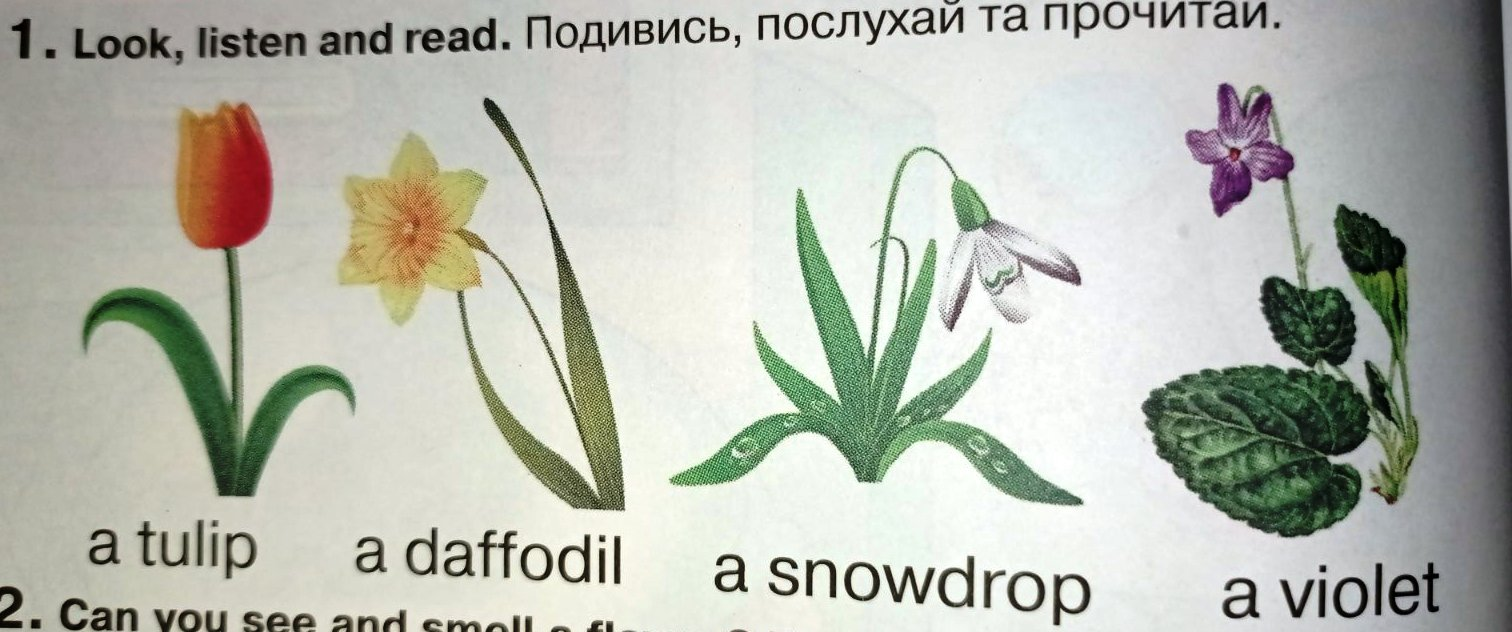 1. Look, listen and read. Подивись, послухай та прочитай.
a tulip a daffodil a snowdrop a violet
2. Can you see and smell a